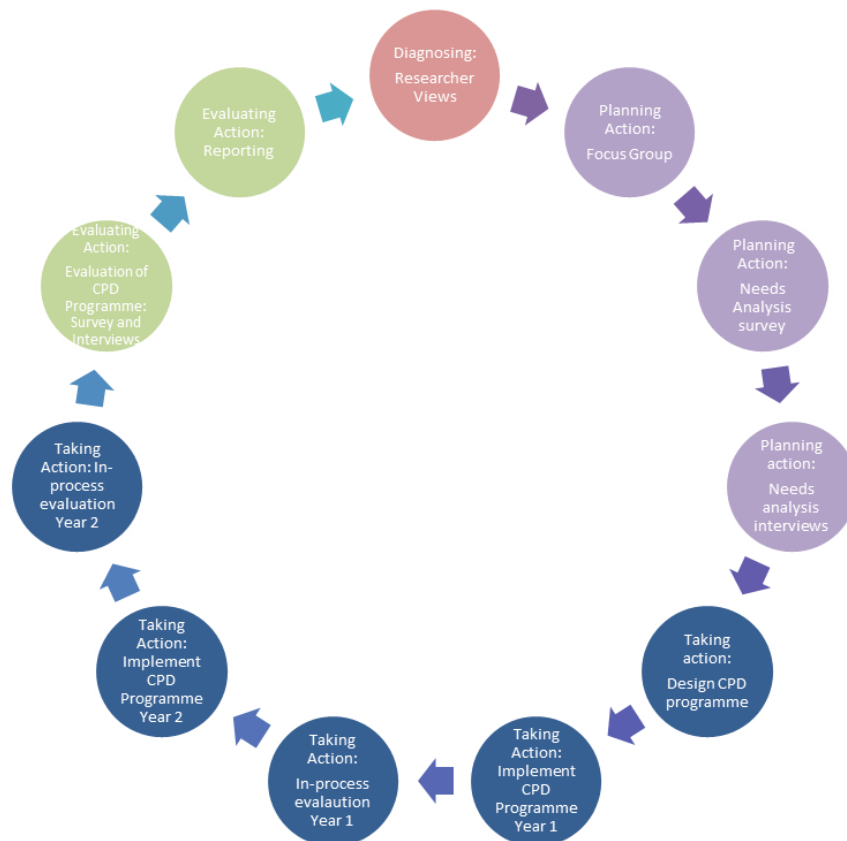 Diagnosing:
Researcher
Views
Planning
Action:
Focus Group
Planning
Action:
Needs
Analysis
survey
Planning
action:
Needs
analysis
interviews
Taking
action:
Design CPD
programme
Taking
Action:
Implement
CPD
Programme
Year 1
Taking
Action:
In-process
evalaution
Year 1
Taking
Action:
Implement
CPD
Programme
Year 2
Taking
Action: In-
process
evaluation
Year 2
Evaluating
Action:
Evaluation of
CPD
Programme:
Survey and
Interviews
Evaluating
Action:
Reporting